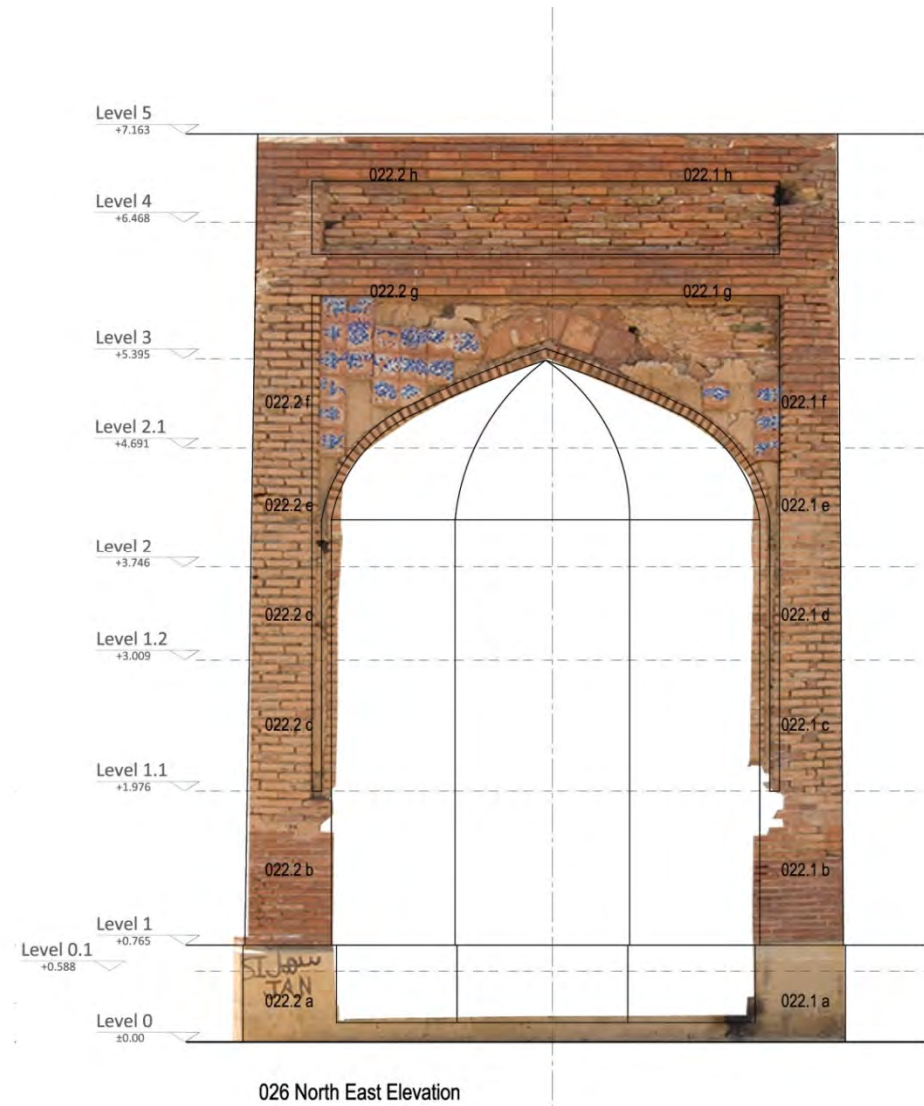 Level 5
+7.163
022.2 h 022.1 h
Level 4
+6.468
022.2 g 022.1 g
Level 3
+5.395
022.2 f 022.1 f
Level 2.1
+4.691
022.2 e 022.1 e
Level 2
+3.746
022.2 d 022.1 d
Level 1.2
+3.009
022.2 c 022.1 c
Level 1.1
+1.976
022.2 b 022.1 b
Level 1
+0.765
Level 0.1
+0.588
JAN
022.2 a 022.1 a
Level 0
±0.00
026 North East Elevation